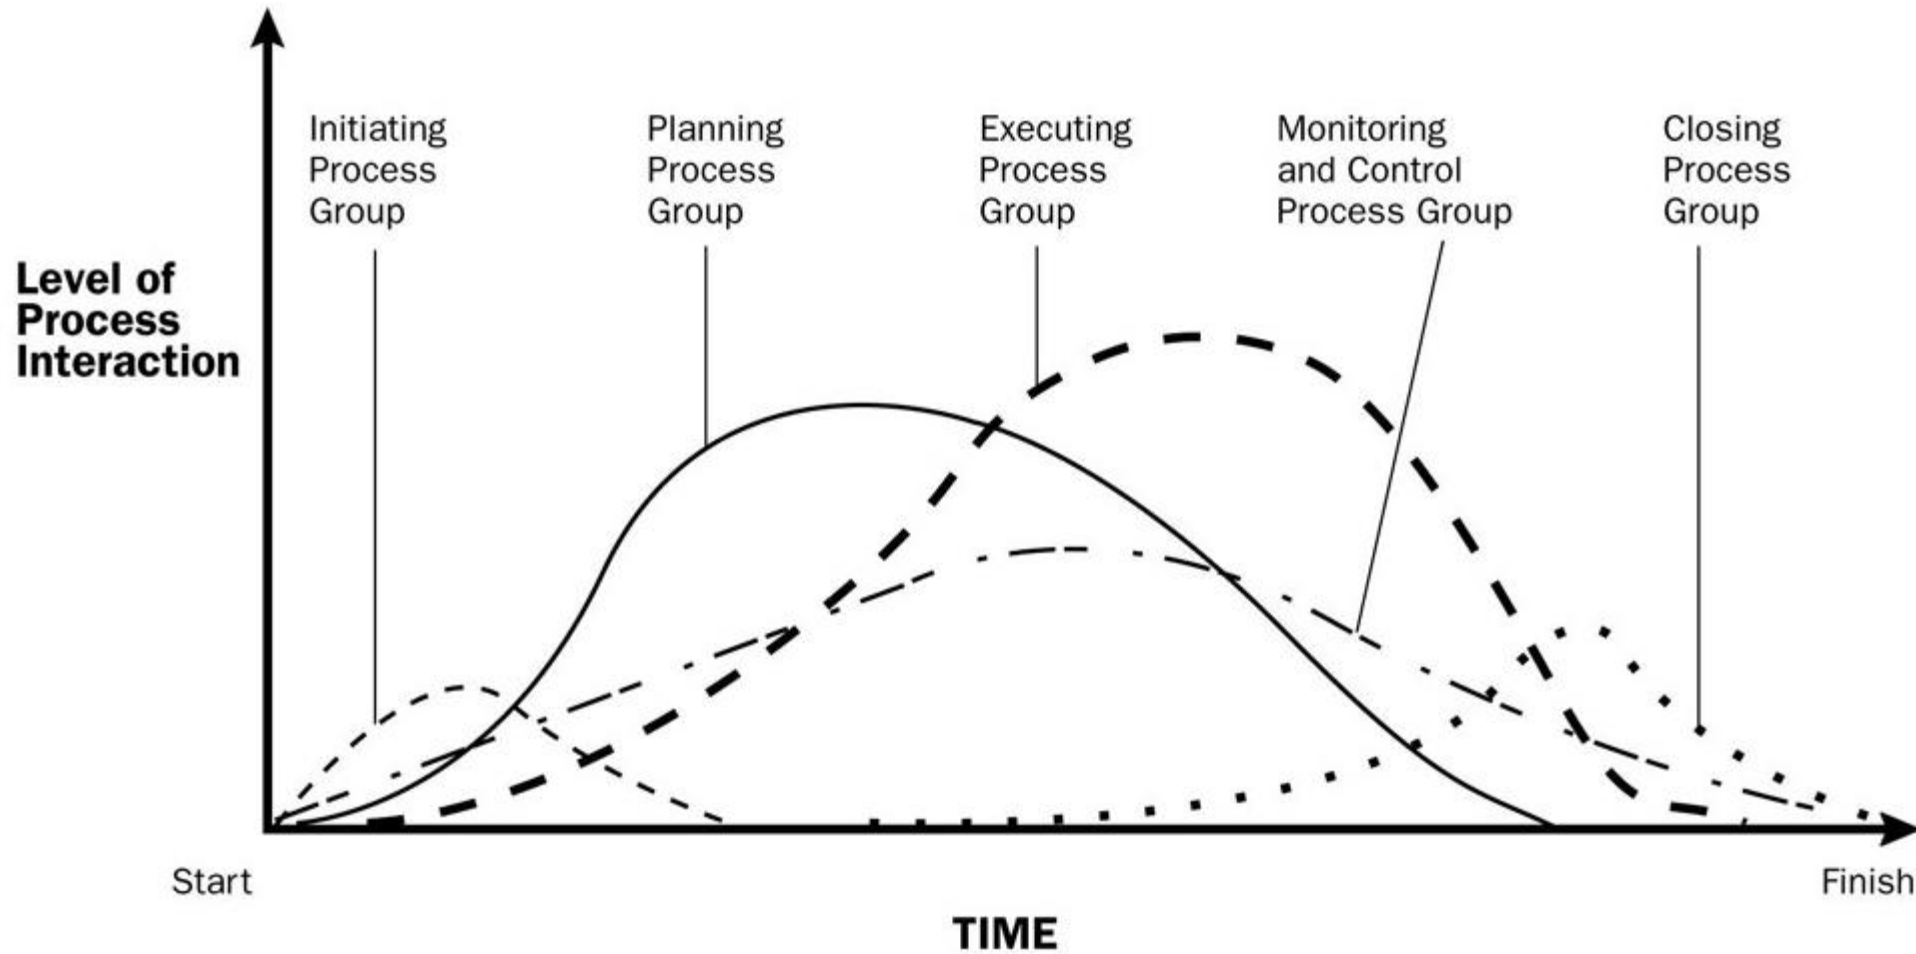 Initiating
Process
Group
Planning
Process
Group
Executing
Process
Group
Monitoring
and Control
Process Group
Closing
Process
Group
Level of
Process
Interaction
Start
Finish
TIME